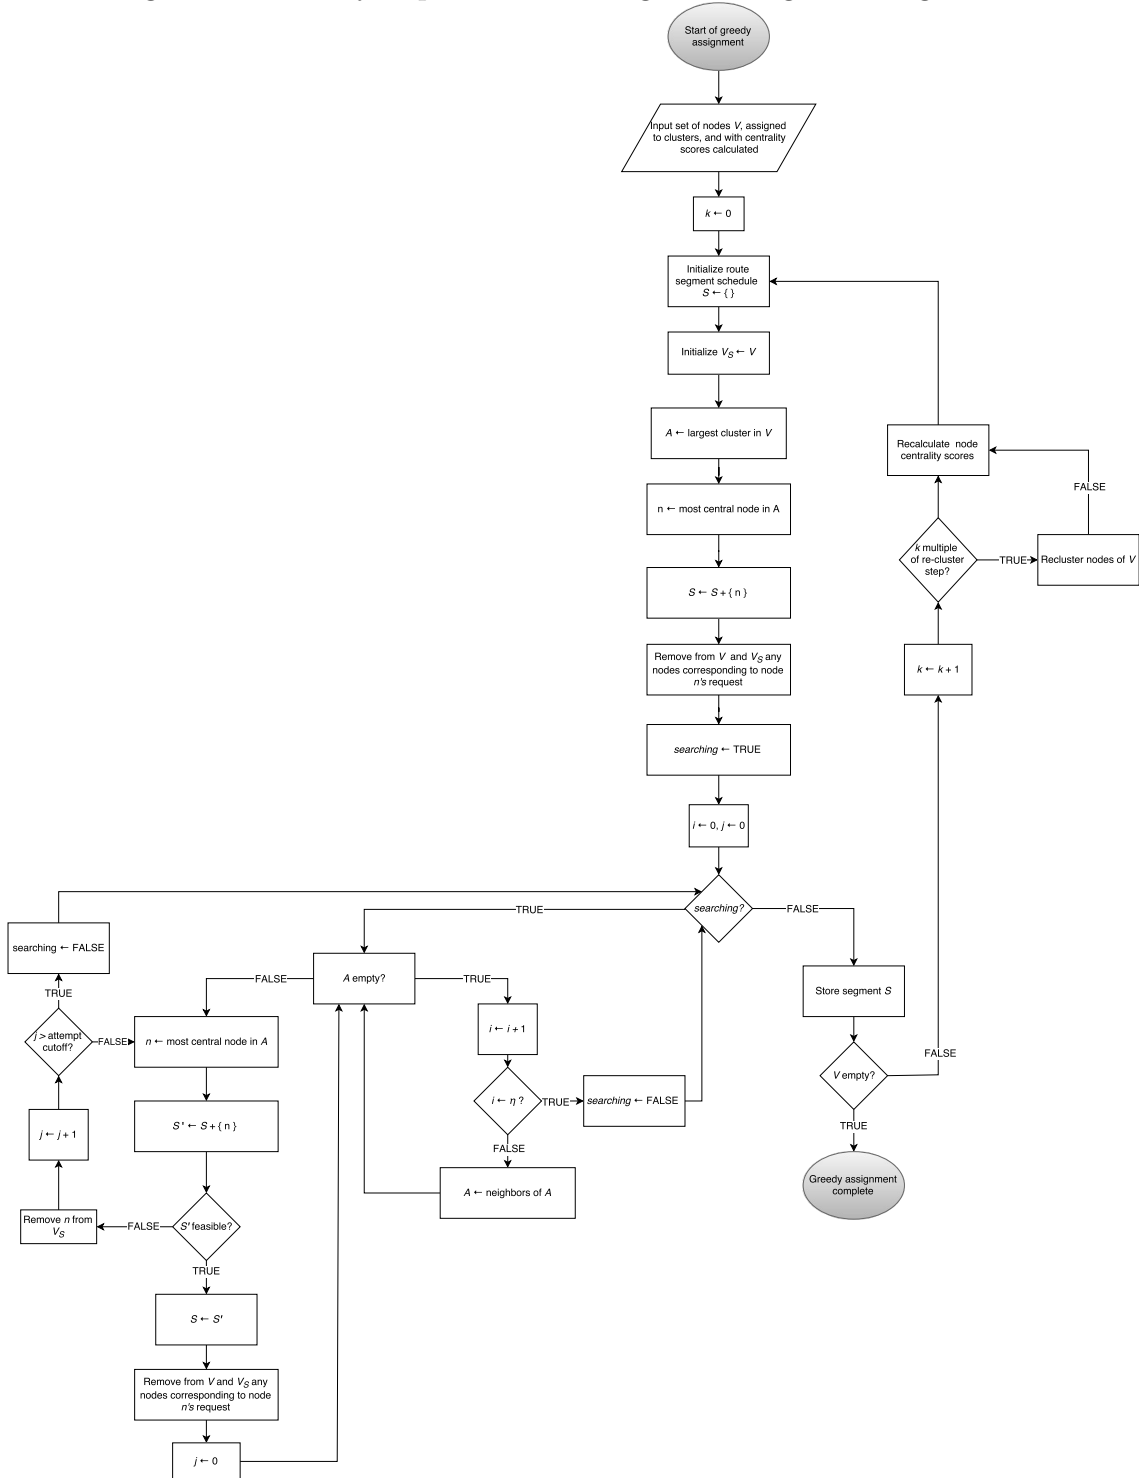 Start of greedy
assignment
Input set of nodes V, assigned
to clusters, and with centrality
scores calculated
k ← 0
Initialize route
segment schedule
S ← { }
Initialize V_S ← V
A ← largest cluster in V
n ← most central node in A
S ← S + { n }
Remove from V and V_S any
nodes corresponding to node
n's request
searching ← TRUE
i ← 0, j ← 0
searching?
TRUE
FALSE
Recalculate node
centrality scores
FALSE
k multiple
of re-cluster
step?
TRUE
Recluster nodes of V
k ← k + 1
FALSE
Store segment S
V empty?
TRUE
Greedy assignment
complete
A empty?
FALSE
TRUE
i ← i + 1
i ← η ?
TRUE
searching ← FALSE
FALSE
A ← neighbors of A
searching ← FALSE
TRUE
j > attempt
cutoff?
FALSE
n ← most central node in A
j ← j + 1
S' ← S + { n }
Remove n from
V_S
FALSE
S' feasible?
TRUE
S ← S'
Remove from V and V_S any
nodes corresponding to node
n's request
j ← 0